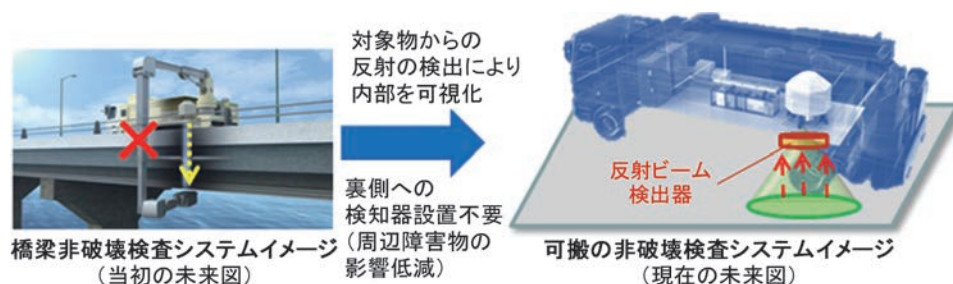 対象物からの
反射の検出により
内部を可視化
裏側への
検知器設置不要
（周辺障害物の
影響低減）
反射ビーム
検出器
橋梁非破壊検査システムイメージ
（当初の未来図）
可搬の非破壊検査システムイメージ
（現在の未来図）